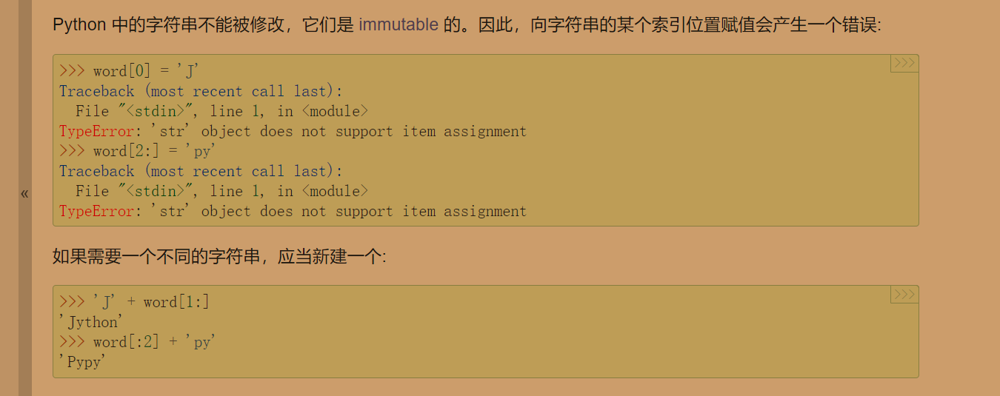 Python 中的字符串不能被修改，它们是 immutable 的。因此，向字符串的某个索引位置赋值会产生一个错误:
>>>
>>> word[0] = 'J'
Traceback (most recent call last):
  File "<stdin>", line 1, in <module>
TypeError: 'str' object does not support item assignment
>>> word[2:] = 'py'
Traceback (most recent call last):
  File "<stdin>", line 1, in <module>
TypeError: 'str' object does not support item assignment
«
如果需要一个不同的字符串，应当新建一个:
>>>
>>> 'J' + word[1:]
'Jython'
>>> word[:2] + 'py'
'Pypy'